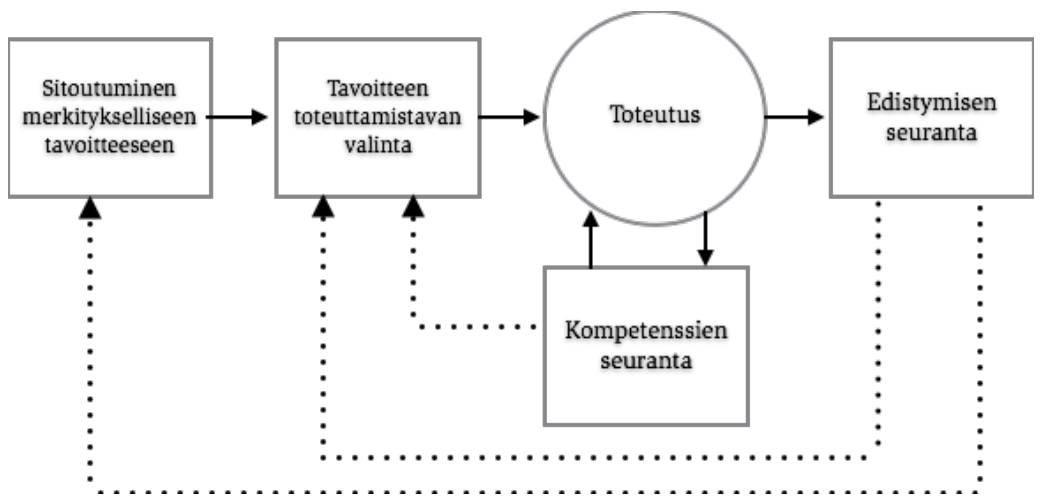 Sitoutuminen
merkitykselliseen
tavoitteeseen
Tavoitteen
toteuttamistavan
valinta
Toteutus
Edistymisen
seuranta
Kompetenssien
seuranta